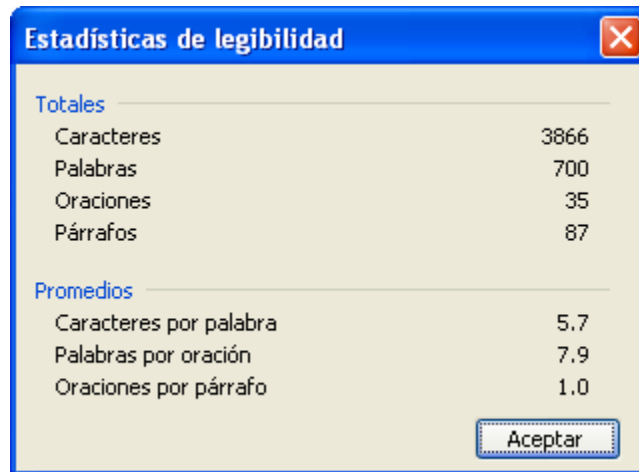 Estadísticas de legibilidad
Totales
Caracteres 3866
Palabras 700
Oraciones 35
Párrafos 87
Promedios
Caracteres por palabra 5.7
Palabras por oración 7.9
Oraciones por párrafo 1.0
Aceptar